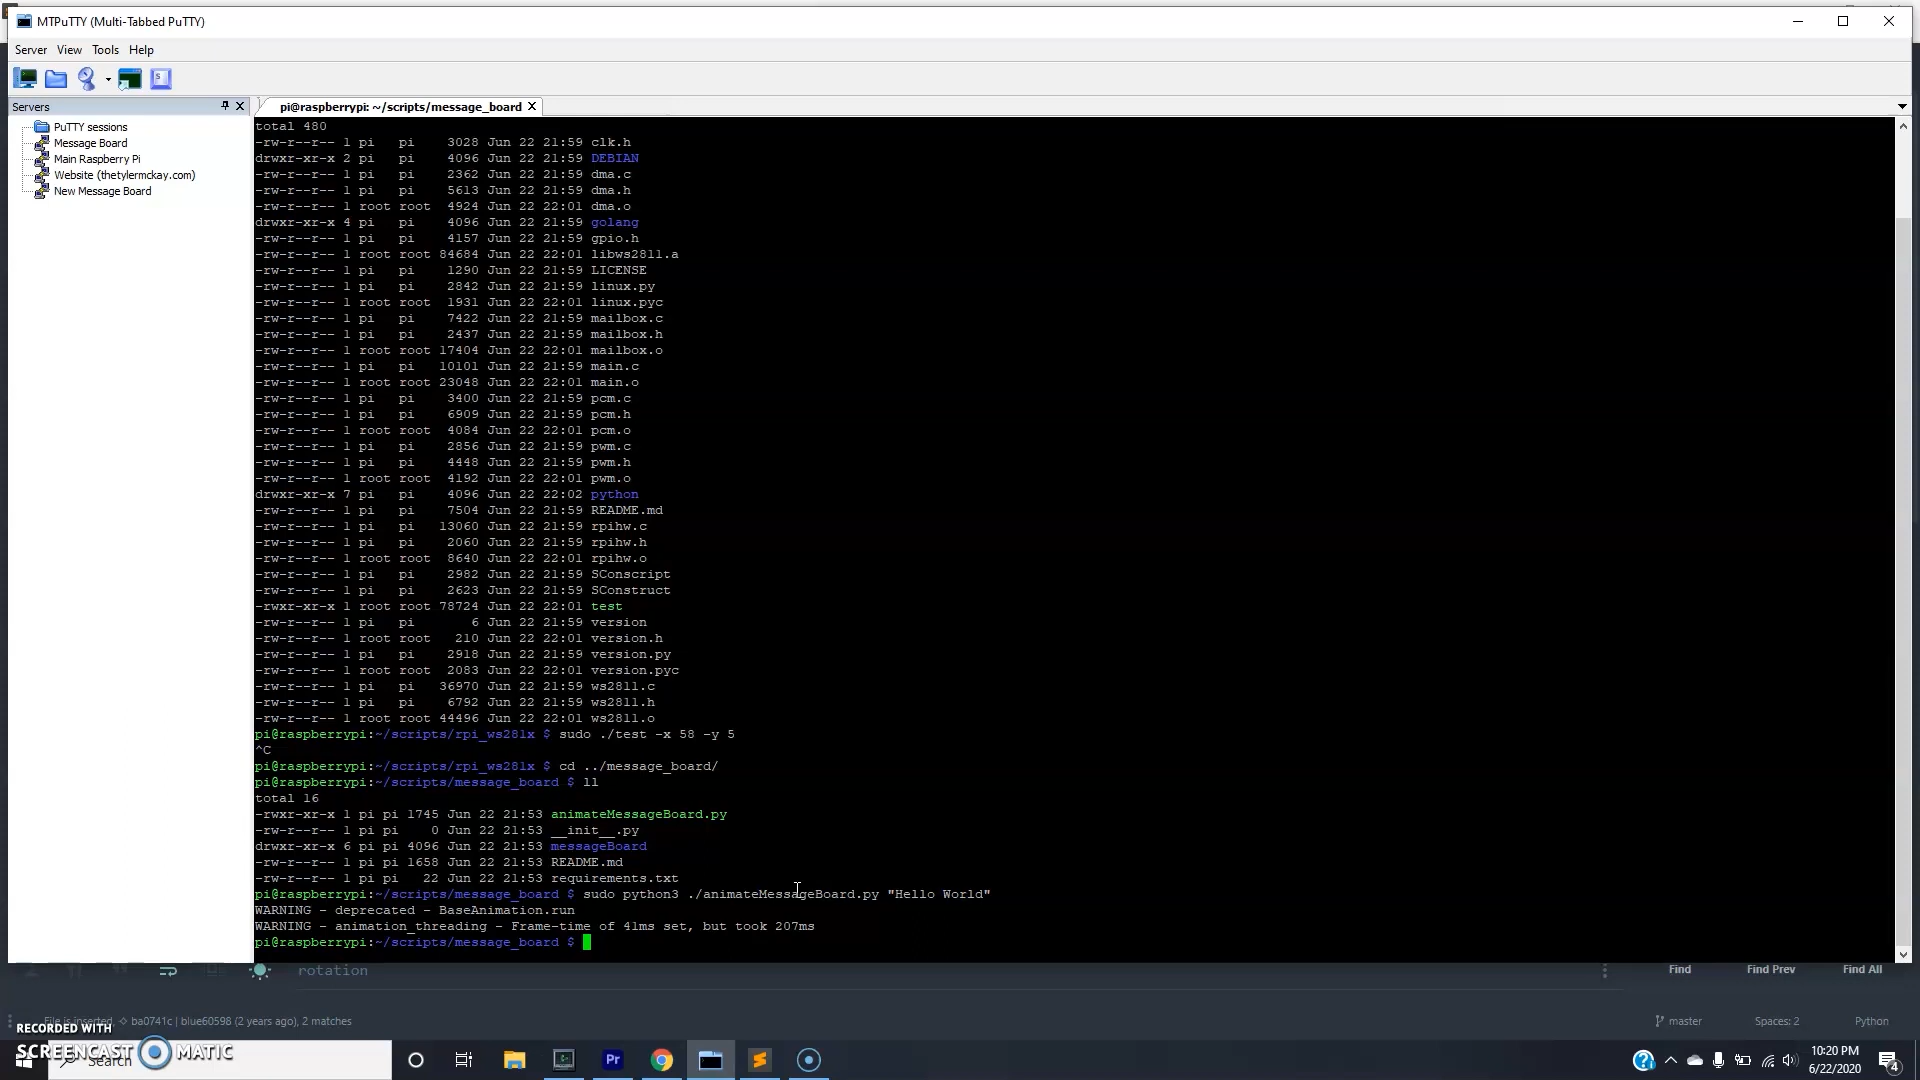 MTPuTTY (Multi-Tabbed PuTTY)
Server View Tools Help
Servers
pi@raspberrypi: ~/scripts/message_board
PuTTY sessions
Message Board
Main Raspberry Pi
Website (thetylermckay.com)
New Message Board
total 480
-rw-r--r-- 1 pi   pi    3028 Jun 22 21:59 clk.h
drwxr-xr-x 2 pi   pi    4096 Jun 22 21:59 DEBIAN
-rw-r--r-- 1 pi   pi    2362 Jun 22 21:59 dma.c
-rw-r--r-- 1 pi   pi    5613 Jun 22 21:59 dma.h
-rw-r--r-- 1 root root  4924 Jun 22 22:01 dma.o
drwxr-xr-x 4 pi   pi    4096 Jun 22 21:59 golang
-rw-r--r-- 1 pi   pi    4157 Jun 22 21:59 gpio.h
-rw-r--r-- 1 root root 84684 Jun 22 22:01 libws2811.a
-rw-r--r-- 1 pi   pi    1290 Jun 22 21:59 LICENSE
-rw-r--r-- 1 pi   pi    2842 Jun 22 21:59 linux.py
-rw-r--r-- 1 root root  1931 Jun 22 22:01 linux.pyc
-rw-r--r-- 1 pi   pi    7422 Jun 22 21:59 mailbox.c
-rw-r--r-- 1 pi   pi    2437 Jun 22 21:59 mailbox.h
-rw-r--r-- 1 root root 17404 Jun 22 22:01 mailbox.o
-rw-r--r-- 1 pi   pi   10101 Jun 22 21:59 main.c
-rw-r--r-- 1 root root 23048 Jun 22 22:01 main.o
-rw-r--r-- 1 pi   pi    3400 Jun 22 21:59 pcm.c
-rw-r--r-- 1 pi   pi    6909 Jun 22 21:59 pcm.h
-rw-r--r-- 1 root root  4084 Jun 22 22:01 pcm.o
-rw-r--r-- 1 pi   pi    2856 Jun 22 21:59 pwm.c
-rw-r--r-- 1 pi   pi    4448 Jun 22 21:59 pwm.h
-rw-r--r-- 1 root root  4192 Jun 22 22:01 pwm.o
drwxr-xr-x 7 pi   pi    4096 Jun 22 22:02 python
-rw-r--r-- 1 pi   pi    7504 Jun 22 21:59 README.md
-rw-r--r-- 1 pi   pi   13060 Jun 22 21:59 rpihw.c
-rw-r--r-- 1 pi   pi    2060 Jun 22 21:59 rpihw.h
-rw-r--r-- 1 root root  8640 Jun 22 22:01 rpihw.o
-rw-r--r-- 1 pi   pi    2982 Jun 22 21:59 SConscript
-rw-r--r-- 1 pi   pi    2623 Jun 22 21:59 SConstruct
-rwxr-xr-x 1 root root 78724 Jun 22 22:01 test
-rw-r--r-- 1 pi   pi       6 Jun 22 21:59 version
-rw-r--r-- 1 root root   210 Jun 22 22:01 version.h
-rw-r--r-- 1 pi   pi    2918 Jun 22 21:59 version.py
-rw-r--r-- 1 root root  2083 Jun 22 22:01 version.pyc
-rw-r--r-- 1 pi   pi   36970 Jun 22 21:59 ws2811.c
-rw-r--r-- 1 pi   pi    6792 Jun 22 21:59 ws2811.h
-rw-r--r-- 1 root root 44496 Jun 22 22:01 ws2811.o
pi@raspberrypi:~/scripts/rpi_ws281x $ sudo ./test -x 58 -y 5
^C
pi@raspberrypi:~/scripts/rpi_ws281x $ cd ../message_board/
pi@raspberrypi:~/scripts/message_board $ ll
total 16
-rwxr-xr-x 1 pi pi 1745 Jun 22 21:53 animateMessageBoard.py
-rw-r--r-- 1 pi pi    0 Jun 22 21:53 __init__.py
drwxr-xr-x 6 pi pi 4096 Jun 22 21:53 messageBoard
-rw-r--r-- 1 pi pi 1658 Jun 22 21:53 README.md
-rw-r--r-- 1 pi pi   22 Jun 22 21:53 requirements.txt
pi@raspberrypi:~/scripts/message_board $ sudo python3 ./animateMessageBoard.py "Hello World"
WARNING - deprecated - BaseAnimation.run
WARNING - animation_threading - Frame-time of 41ms set, but took 207ms
pi@raspberrypi:~/scripts/message_board $
rotation
Find Find Prev Find All
File is inserted, ba0741c | blue60598 (2 years ago), 2 matches
master Spaces: 2 Python
RECORDED WITH
SCREENCAST MATIC
Search
Pr
10:20 PM
6/22/2020
4